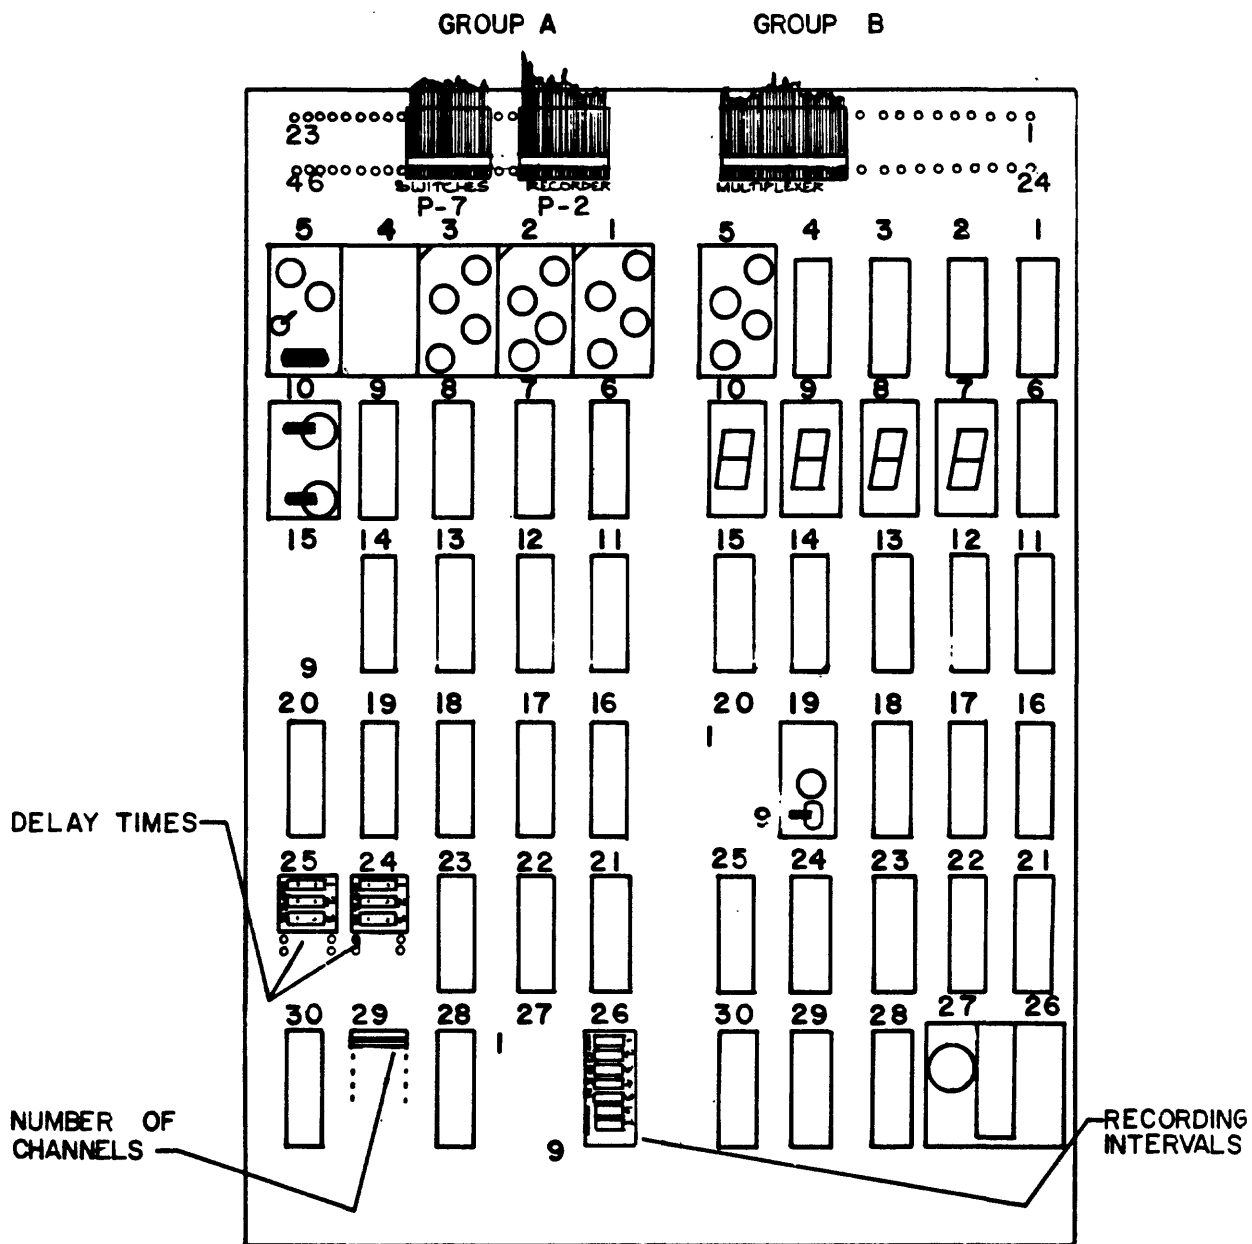 GROUP A GROUP B
23 1
46 24
SWITCHES RECORDER MULTIPLEXER
P-7 P-2
5 4 3 2 1 5 4 3 2 1
10 9 8 7 6 10 9 8 7 6
15 14 13 12 11 15 14 13 12 11
9
20 19 18 17 16 20 19 18 17 16
1
DELAY TIMES
9
25 24 23 22 21 25 24 23 22 21
30 29 28 27 26 30 29 28 27 26
1
NUMBER OF
CHANNELS
RECORDING
INTERVALS
9